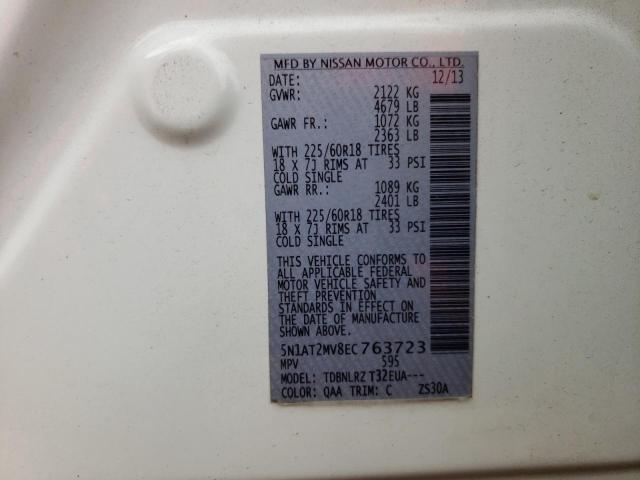 MFD BY NISSAN MOTOR CO., LTD.
DATE: 12/13
GVWR: 2122 KG
4679 LB
GAWR FR.: 1072 KG
2363 LB
WITH 225/60R18 TIRES
18 X 7J RIMS AT 33 PSI
COLD SINGLE
GAWR RR.: 1089 KG
2401 LB
WITH 225/60R18 TIRES
18 X 7J RIMS AT 33 PSI
COLD SINGLE
THIS VEHICLE CONFORMS TO
ALL APPLICABLE FEDERAL
MOTOR VEHICLE SAFETY AND
THEFT PREVENTION
STANDARDS IN EFFECT ON
THE DATE OF MANUFACTURE
SHOWN ABOVE.
5N1AT2MV8EC763723
MPV 595
MODEL: TDBNLRZ T32EUA---
COLOR: QAA TRIM: C ZS30A